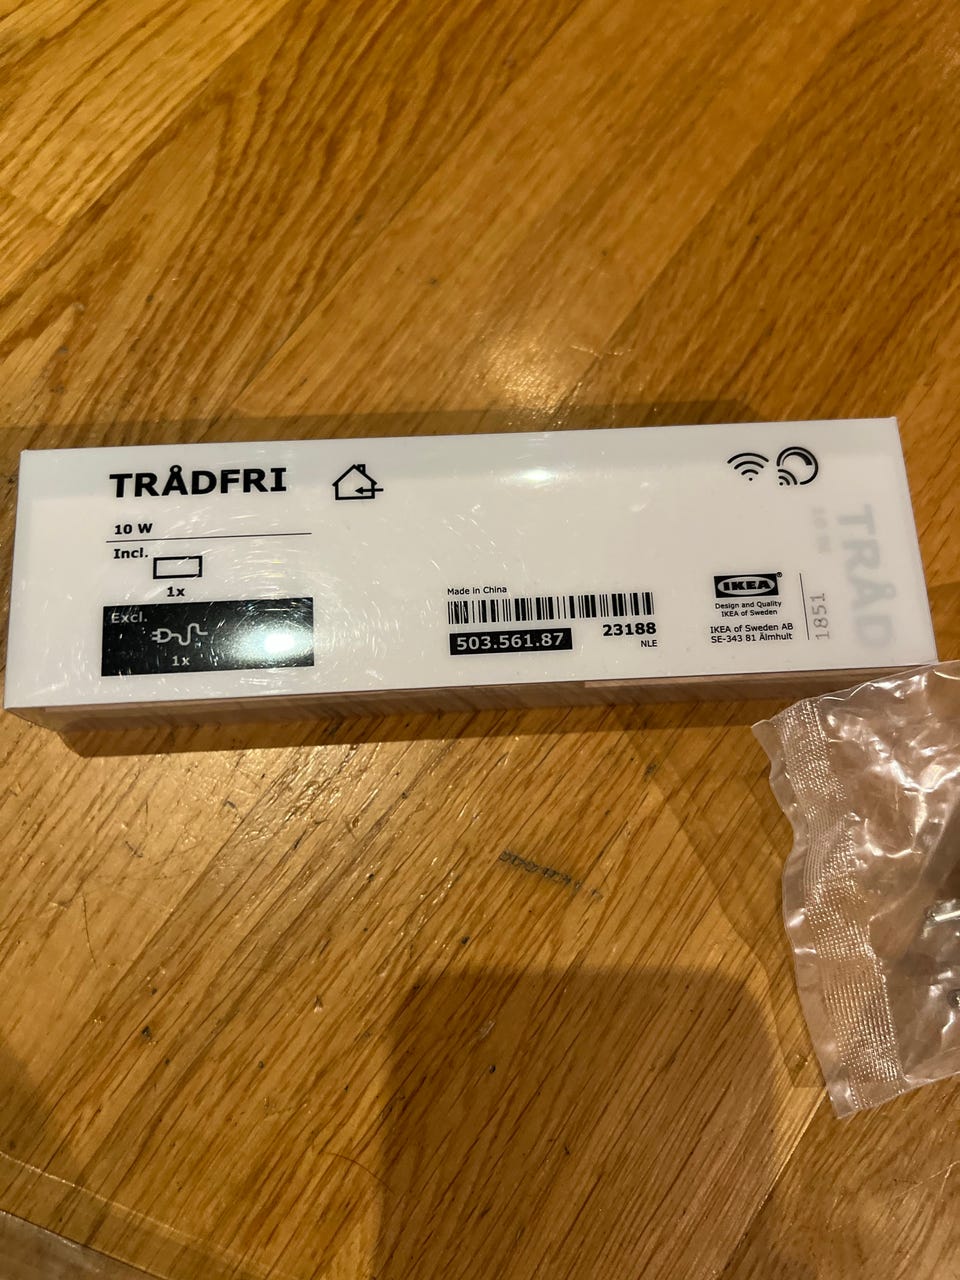 TRÅDFRI
10 W
Incl.
1x
Excl.
1x
Made in China
503.561.87
23188
NLE
IKEA®
Design and Quality
IKEA of Sweden
IKEA of Sweden AB
SE-343 81 Älmhult
1851
TRÅD